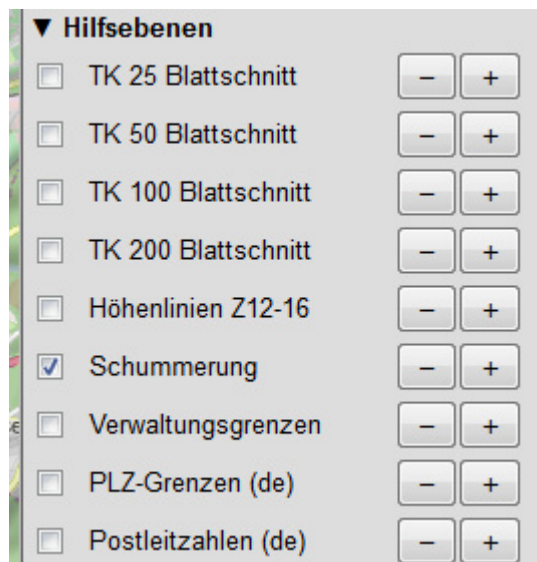 ▼ Hilfsebenen
TK 25 Blattschnitt − +
TK 50 Blattschnitt − +
TK 100 Blattschnitt − +
TK 200 Blattschnitt − +
Höhenlinien Z12-16 − +
Schummerung − +
Verwaltungsgrenzen − +
PLZ-Grenzen (de) − +
Postleitzahlen (de) − +